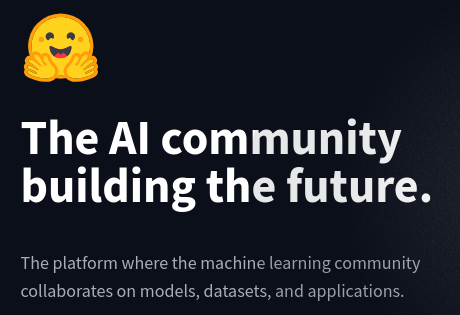 The AI community
building the future.
The platform where the machine learning community
collaborates on models, datasets, and applications.